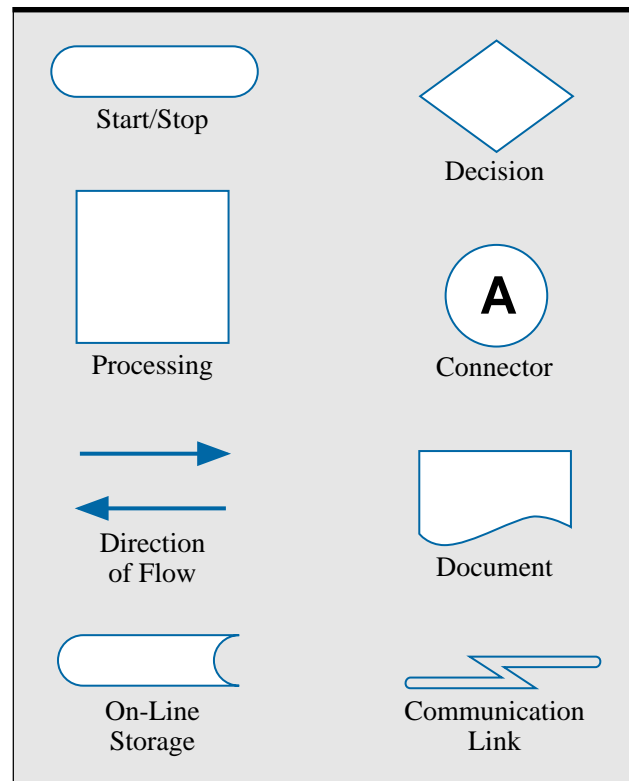 Start/Stop
Decision
Processing
A
Connector
Direction
of Flow
Document
On-Line
Storage
Communication
Link